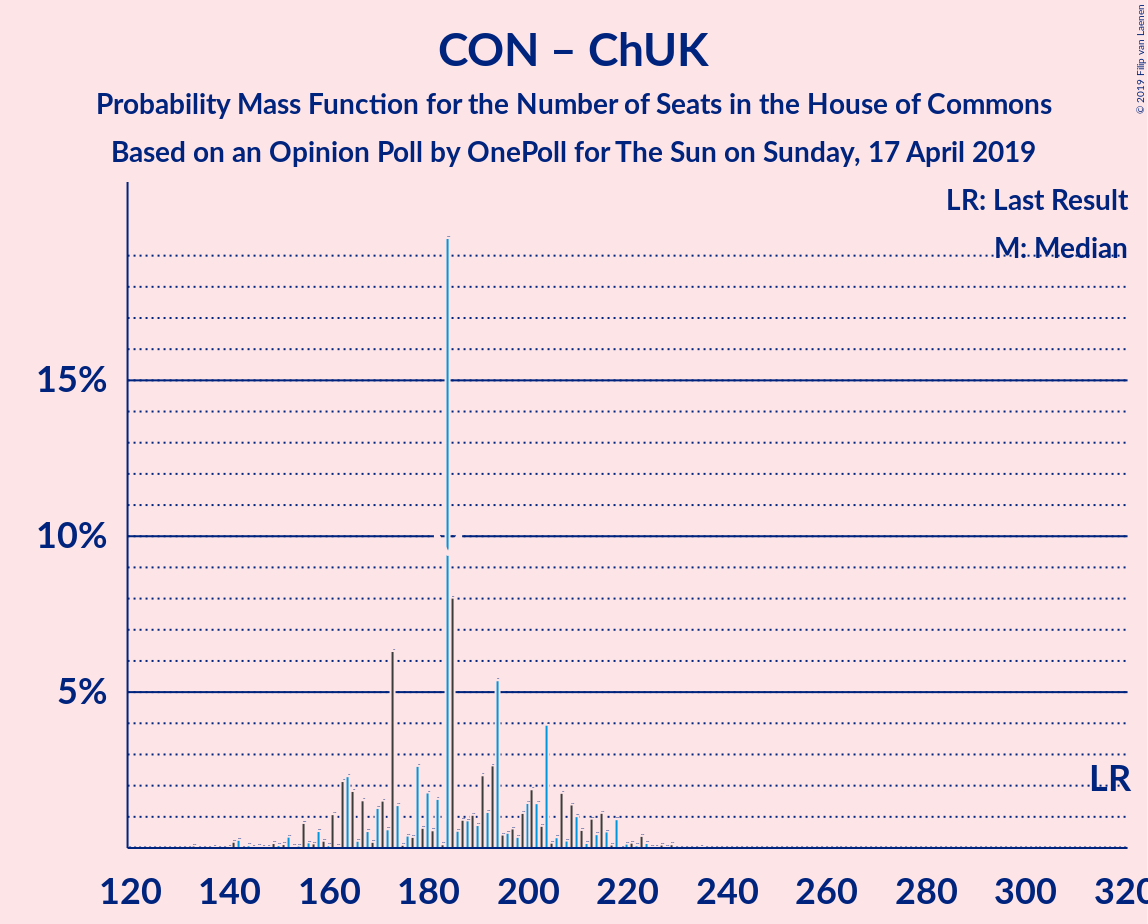 CON – ChUK
Probability Mass Function for the Number of Seats in the House of Commons
Based on an Opinion Poll by OnePoll for The Sun on Sunday, 17 April 2019
© 2019 Filip van Laenen
LR: Last Result
M: Median
15%
10%
5%
LR
120 140 160 180 200 220 240 260 280 300 320